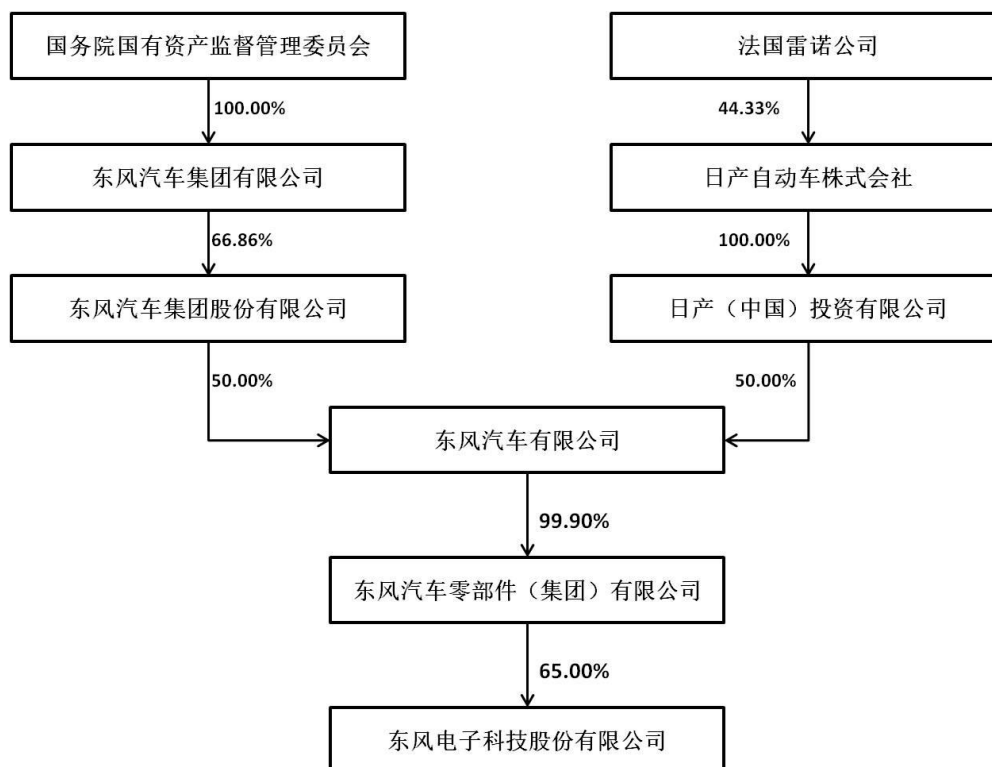 国务院国有资产监督管理委员会
法国雷诺公司
100.00%
44.33%
东风汽车集团有限公司
日产自动车株式会社
66.86%
100.00%
东风汽车集团股份有限公司
日产（中国）投资有限公司
50.00%
50.00%
东风汽车有限公司
99.90%
东风汽车零部件（集团）有限公司
65.00%
东风电子科技股份有限公司